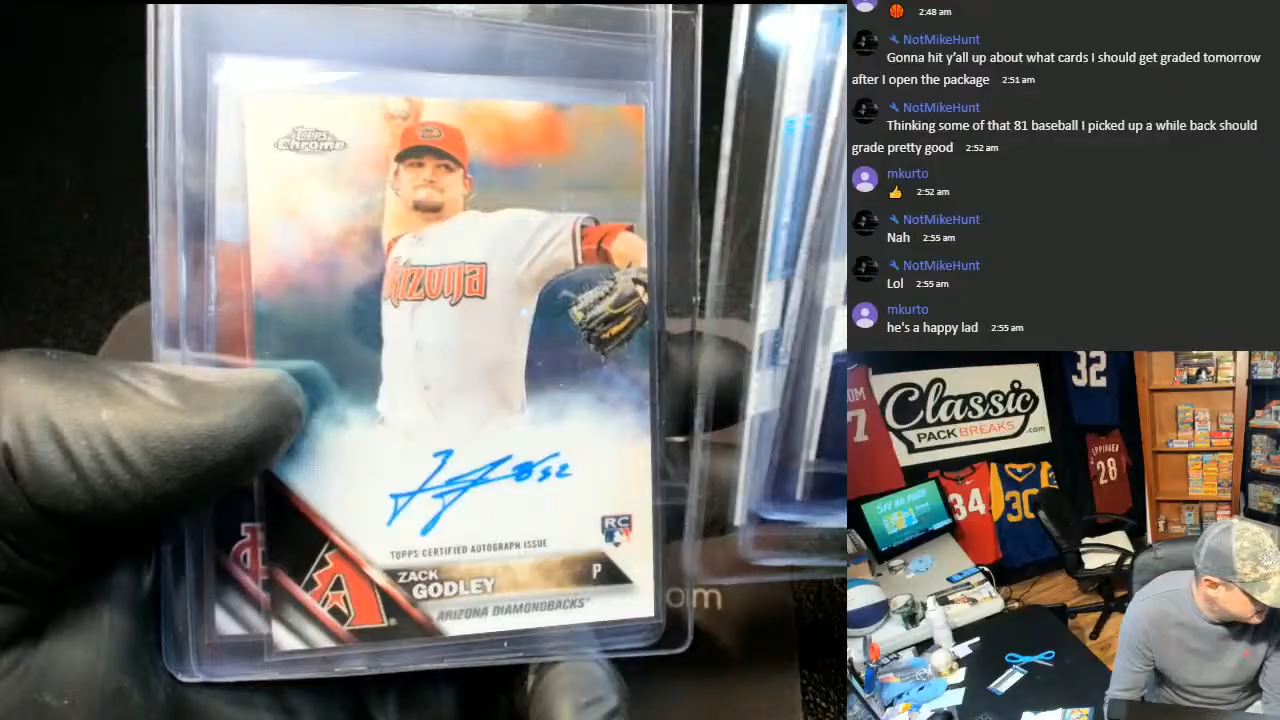 TOPPS
Chrome
Arizona
TOPPS CERTIFIED AUTOGRAPH ISSUE
RC
ZACK
GODLEY
P
ARIZONA DIAMONDBACKS
om
2:48 am
NotMikeHunt
Gonna hit y'all up about what cards I should get graded tomorrow
after I open the package 2:51 am
NotMikeHunt
Thinking some of that 81 baseball I picked up a while back should
grade pretty good 2:52 am
mkurto
2:52 am
NotMikeHunt
Nah 2:55 am
NotMikeHunt
Lol 2:55 am
mkurto
he's a happy lad 2:55 am
Classic
PACK BREAKS .com
32
7
34
30
28